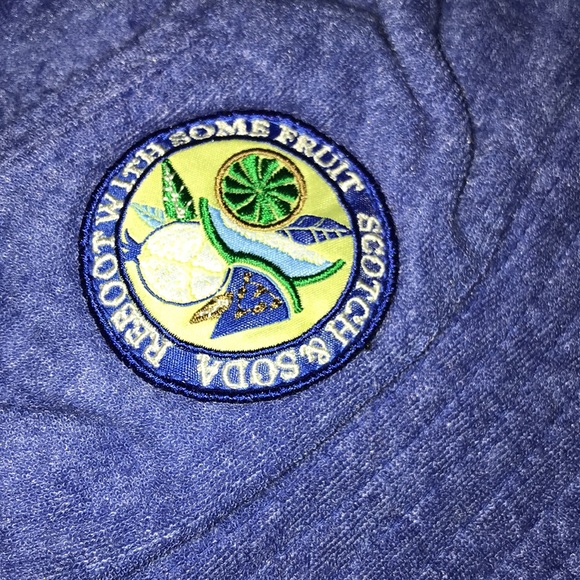 REBOOT WITH SOME FRUIT
SCOTCH & SODA